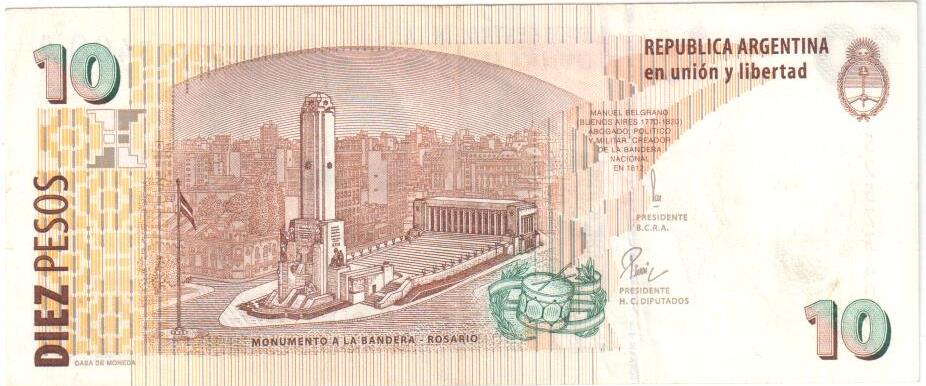 10
DIEZ PESOS
REPUBLICA ARGENTINA
en unión y libertad
MANUEL BELGRANO
(BUENOS AIRES 1770-1820)
ABOGADO, POLITICO
Y MILITAR. CREADOR
DE LA BANDERA
NACIONAL
EN 1812.
PRESIDENTE
B.C.R.A.
PRESIDENTE
H. C. DIPUTADOS
MONUMENTO A LA BANDERA - ROSARIO
CASA DE MONEDA
10